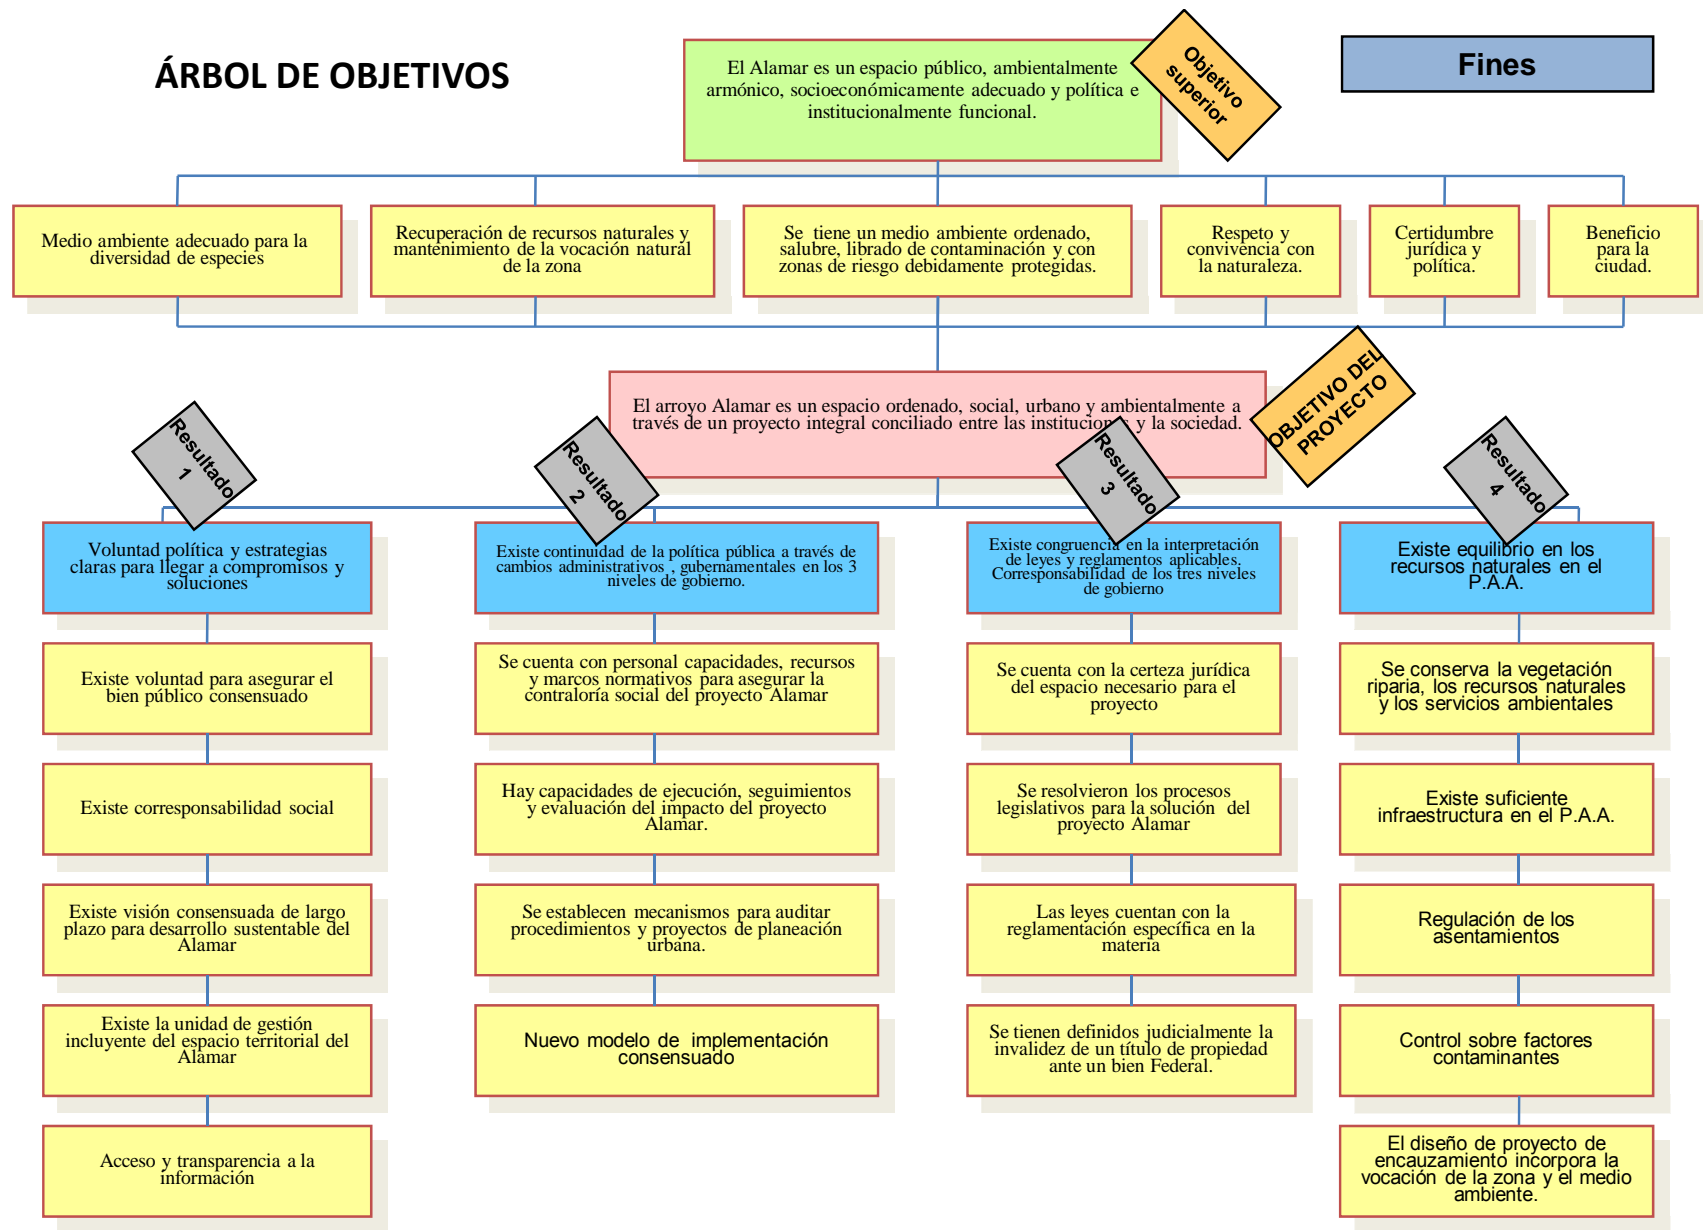 ÁRBOL DE OBJETIVOS
El Alamar es un espacio público, ambientalmente
armónico, socioeconómicamente adecuado y política e
institucionalmente funcional.
Objetivo
superior
Fines
Medio ambiente adecuado para la
diversidad de especies
Recuperación de recursos naturales y
mantenimiento de la vocación natural
de la zona
Se tiene un medio ambiente ordenado,
salubre, librado de contaminación y con
zonas de riesgo debidamente protegidas.
Respeto y
convivencia con
la naturaleza.
Certidumbre
jurídica y
política.
Beneficio
para la
ciudad.
El arroyo Alamar es un espacio ordenado, social, urbano y ambientalmente a
través de un proyecto integral conciliado entre las instituciones y la sociedad.
OBJETIVO DEL
PROYECTO
Resultado
1
Resultado
2
Resultado
3
Resultado
4
Voluntad política y estrategias
claras para llegar a compromisos y
soluciones
Existe voluntad para asegurar el
bien público consensuado
Existe corresponsabilidad social
Existe visión consensuada de largo
plazo para desarrollo sustentable del
Alamar
Existe la unidad de gestión
incluyente del espacio territorial del
Alamar
Acceso y transparencia a la
información
Existe continuidad de la política pública a través de
cambios administrativos , gubernamentales en los 3
niveles de gobierno.
Se cuenta con personal capacidades, recursos
y marcos normativos para asegurar la
contraloría social del proyecto Alamar
Hay capacidades de ejecución, seguimientos
y evaluación del impacto del proyecto
Alamar.
Se establecen mecanismos para auditar
procedimientos y proyectos de planeación
urbana.
Nuevo modelo de implementación
consensuado
Existe congruencia en la interpretación
de leyes y reglamentos aplicables.
Corresponsabilidad de los tres niveles
de gobierno
Se cuenta con la certeza jurídica
del espacio necesario para el
proyecto
Se resolvieron los procesos
legislativos para la solución del
proyecto Alamar
Las leyes cuentan con la
reglamentación específica en la
materia
Se tienen definidos judicialmente la
invalidez de un título de propiedad
ante un bien Federal.
Existe equilibrio en los
recursos naturales en el
P.A.A.
Se conserva la vegetación
riparia, los recursos naturales
y los servicios ambientales
Existe suficiente
infraestructura en el P.A.A.
Regulación de los
asentamientos
Control sobre factores
contaminantes
El diseño de proyecto de
encauzamiento incorpora la
vocación de la zona y el medio
ambiente.